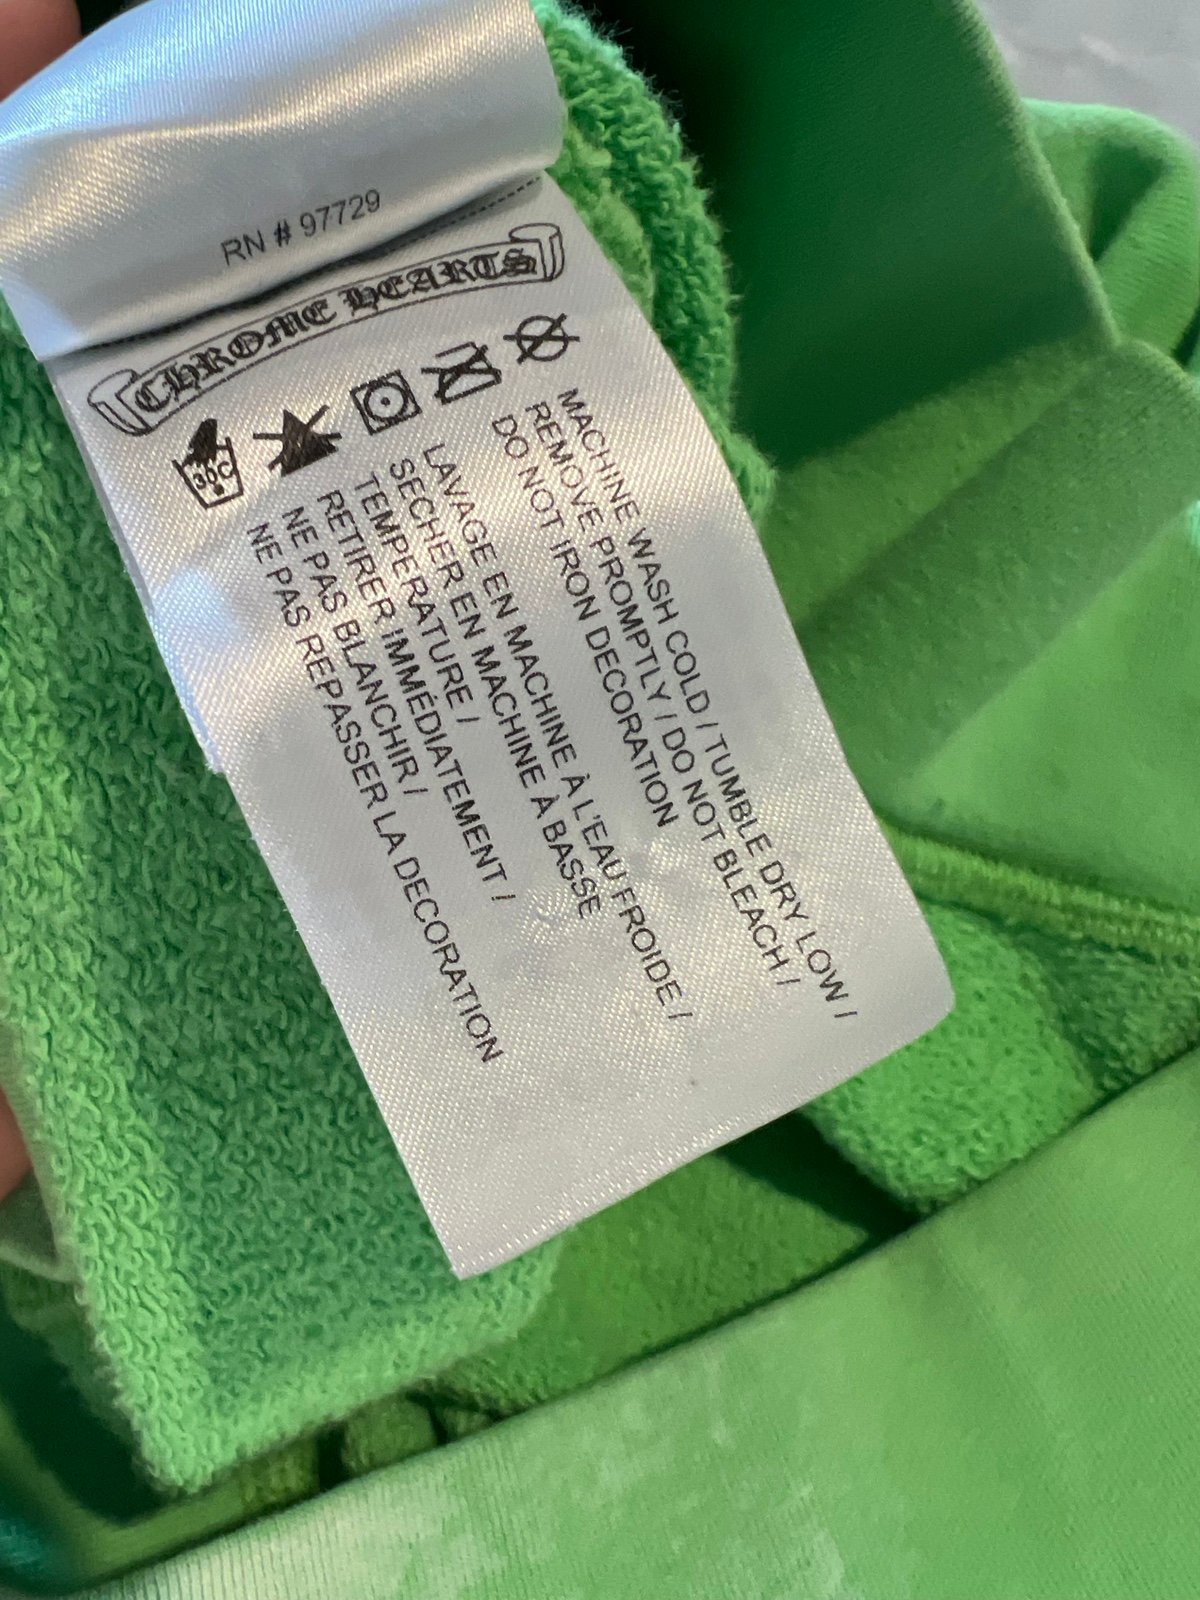 RN # 97729
CHROME HEARTS
30C
MACHINE WASH COLD / TUMBLE DRY LOW /
REMOVE PROMPTLY / DO NOT BLEACH /
DO NOT IRON DECORATION
LAVAGE EN MACHINE À L'EAU FROIDE /
SECHER EN MACHINE À BASSE
TEMPERATURE /
RETIRER IMMÉDIATEMENT /
NE PAS BLANCHIR /
NE PAS REPASSER LA DECORATION